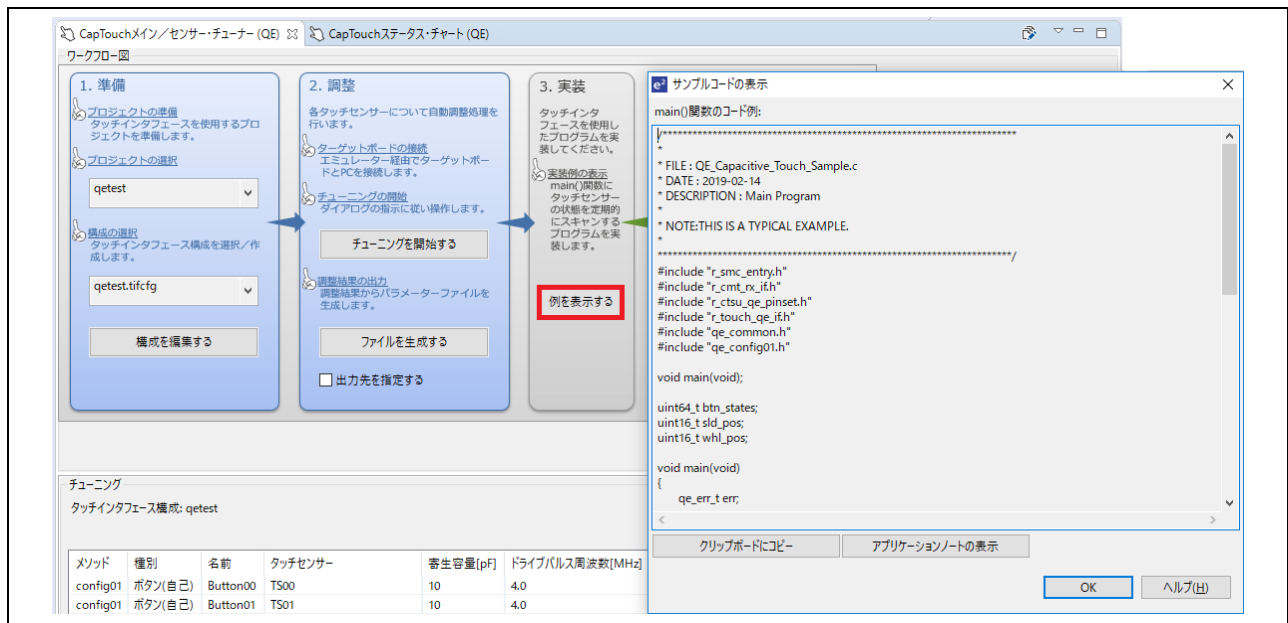 CapTouchメイン／センサー・チューナー (QE)
CapTouchステータス・チャート (QE)
ワークフロー図
1. 準備
プロジェクトの準備
タッチインタフェースを使用するプロ
ジェクトを準備します。
プロジェクトの選択
qetest
構成の選択
タッチインタフェース構成を選択／作
成します。
qetest.tifcfg
構成を編集する
2. 調整
各タッチセンサーについて自動調整処理を
行います。
ターゲットボードの接続
エミュレーター経由でターゲットボー
ドとPCを接続します。
チューニングの開始
ダイアログの指示に従い操作します。
チューニングを開始する
調整結果の出力
調整結果からパラメーターファイルを
生成します。
ファイルを生成する
出力先を指定する
3. 実装
タッチインタ
フェースを使用し
たプログラムを実
装してください。
実装例の表示
main()関数に
タッチセンサー
の状態を定期的
にスキャンする
プログラムを実
装します。
例を表示する
チューニング
タッチインタフェース構成: qetest
メソッド 種別 名前 タッチセンサー 寄生容量[pF] ドライブパルス周波数[MHz]
config01 ボタン(自己) Button00 TS00 10 4.0
config01 ボタン(自己) Button01 TS01 10 4.0
e² サンプルコードの表示
main()関数のコード例:
/***********************************************************************
*
* FILE : QE_Capacitive_Touch_Sample.c
* DATE : 2019-02-14
* DESCRIPTION : Main Program
*
* NOTE:THIS IS A TYPICAL EXAMPLE.
*
***********************************************************************/
#include "r_smc_entry.h"
#include "r_cmt_rx_if.h"
#include "r_ctsu_qe_pinset.h"
#include "r_touch_qe_if.h"
#include "qe_common.h"
#include "qe_config01.h"
void main(void);
uint64_t btn_states;
uint16_t sld_pos;
uint16_t whl_pos;
void main(void)
{
qe_err_t err;
クリップボードにコピー
アプリケーションノートの表示
OK
ヘルプ(H)